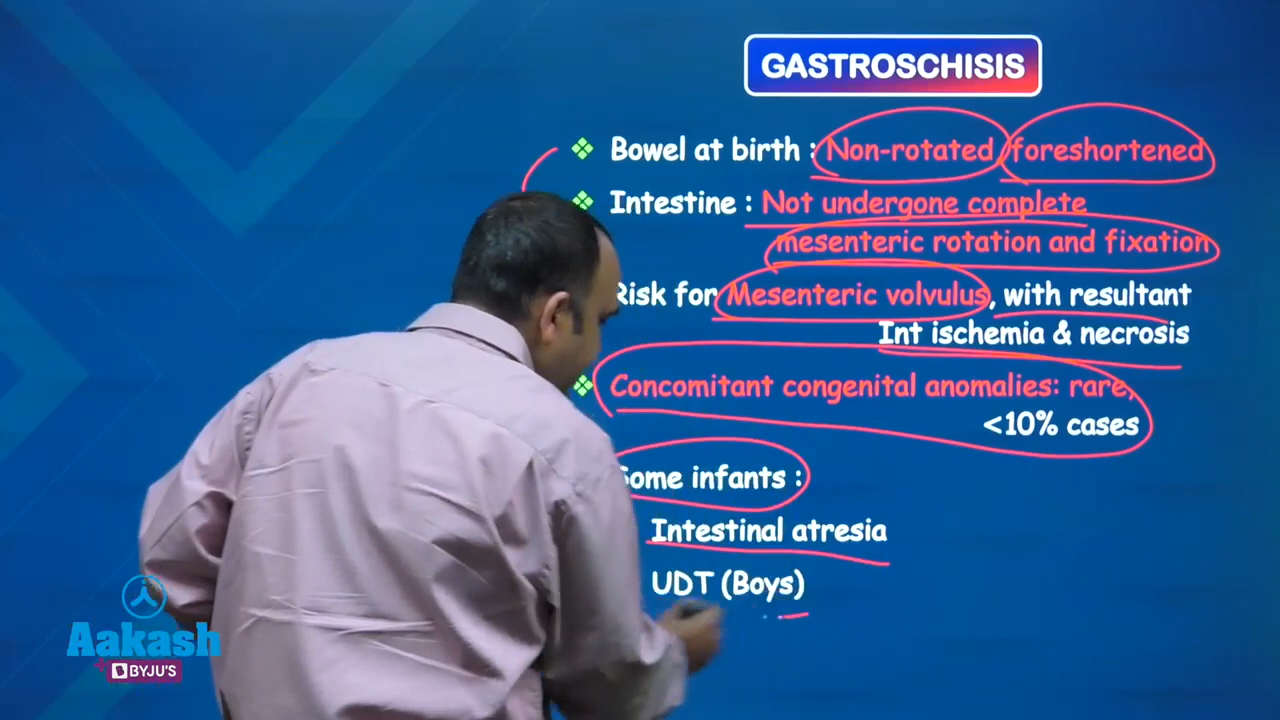 GASTROSCHISIS
Bowel at birth : Non-rotated foreshortened
Intestine : Not undergone complete
mesenteric rotation and fixation
Risk for Mesenteric volvulus, with resultant
Int ischemia & necrosis
Concomitant congenital anomalies: rare,
<10% cases
Some infants :
Intestinal atresia
UDT (Boys)
Aakash
BYJU'S